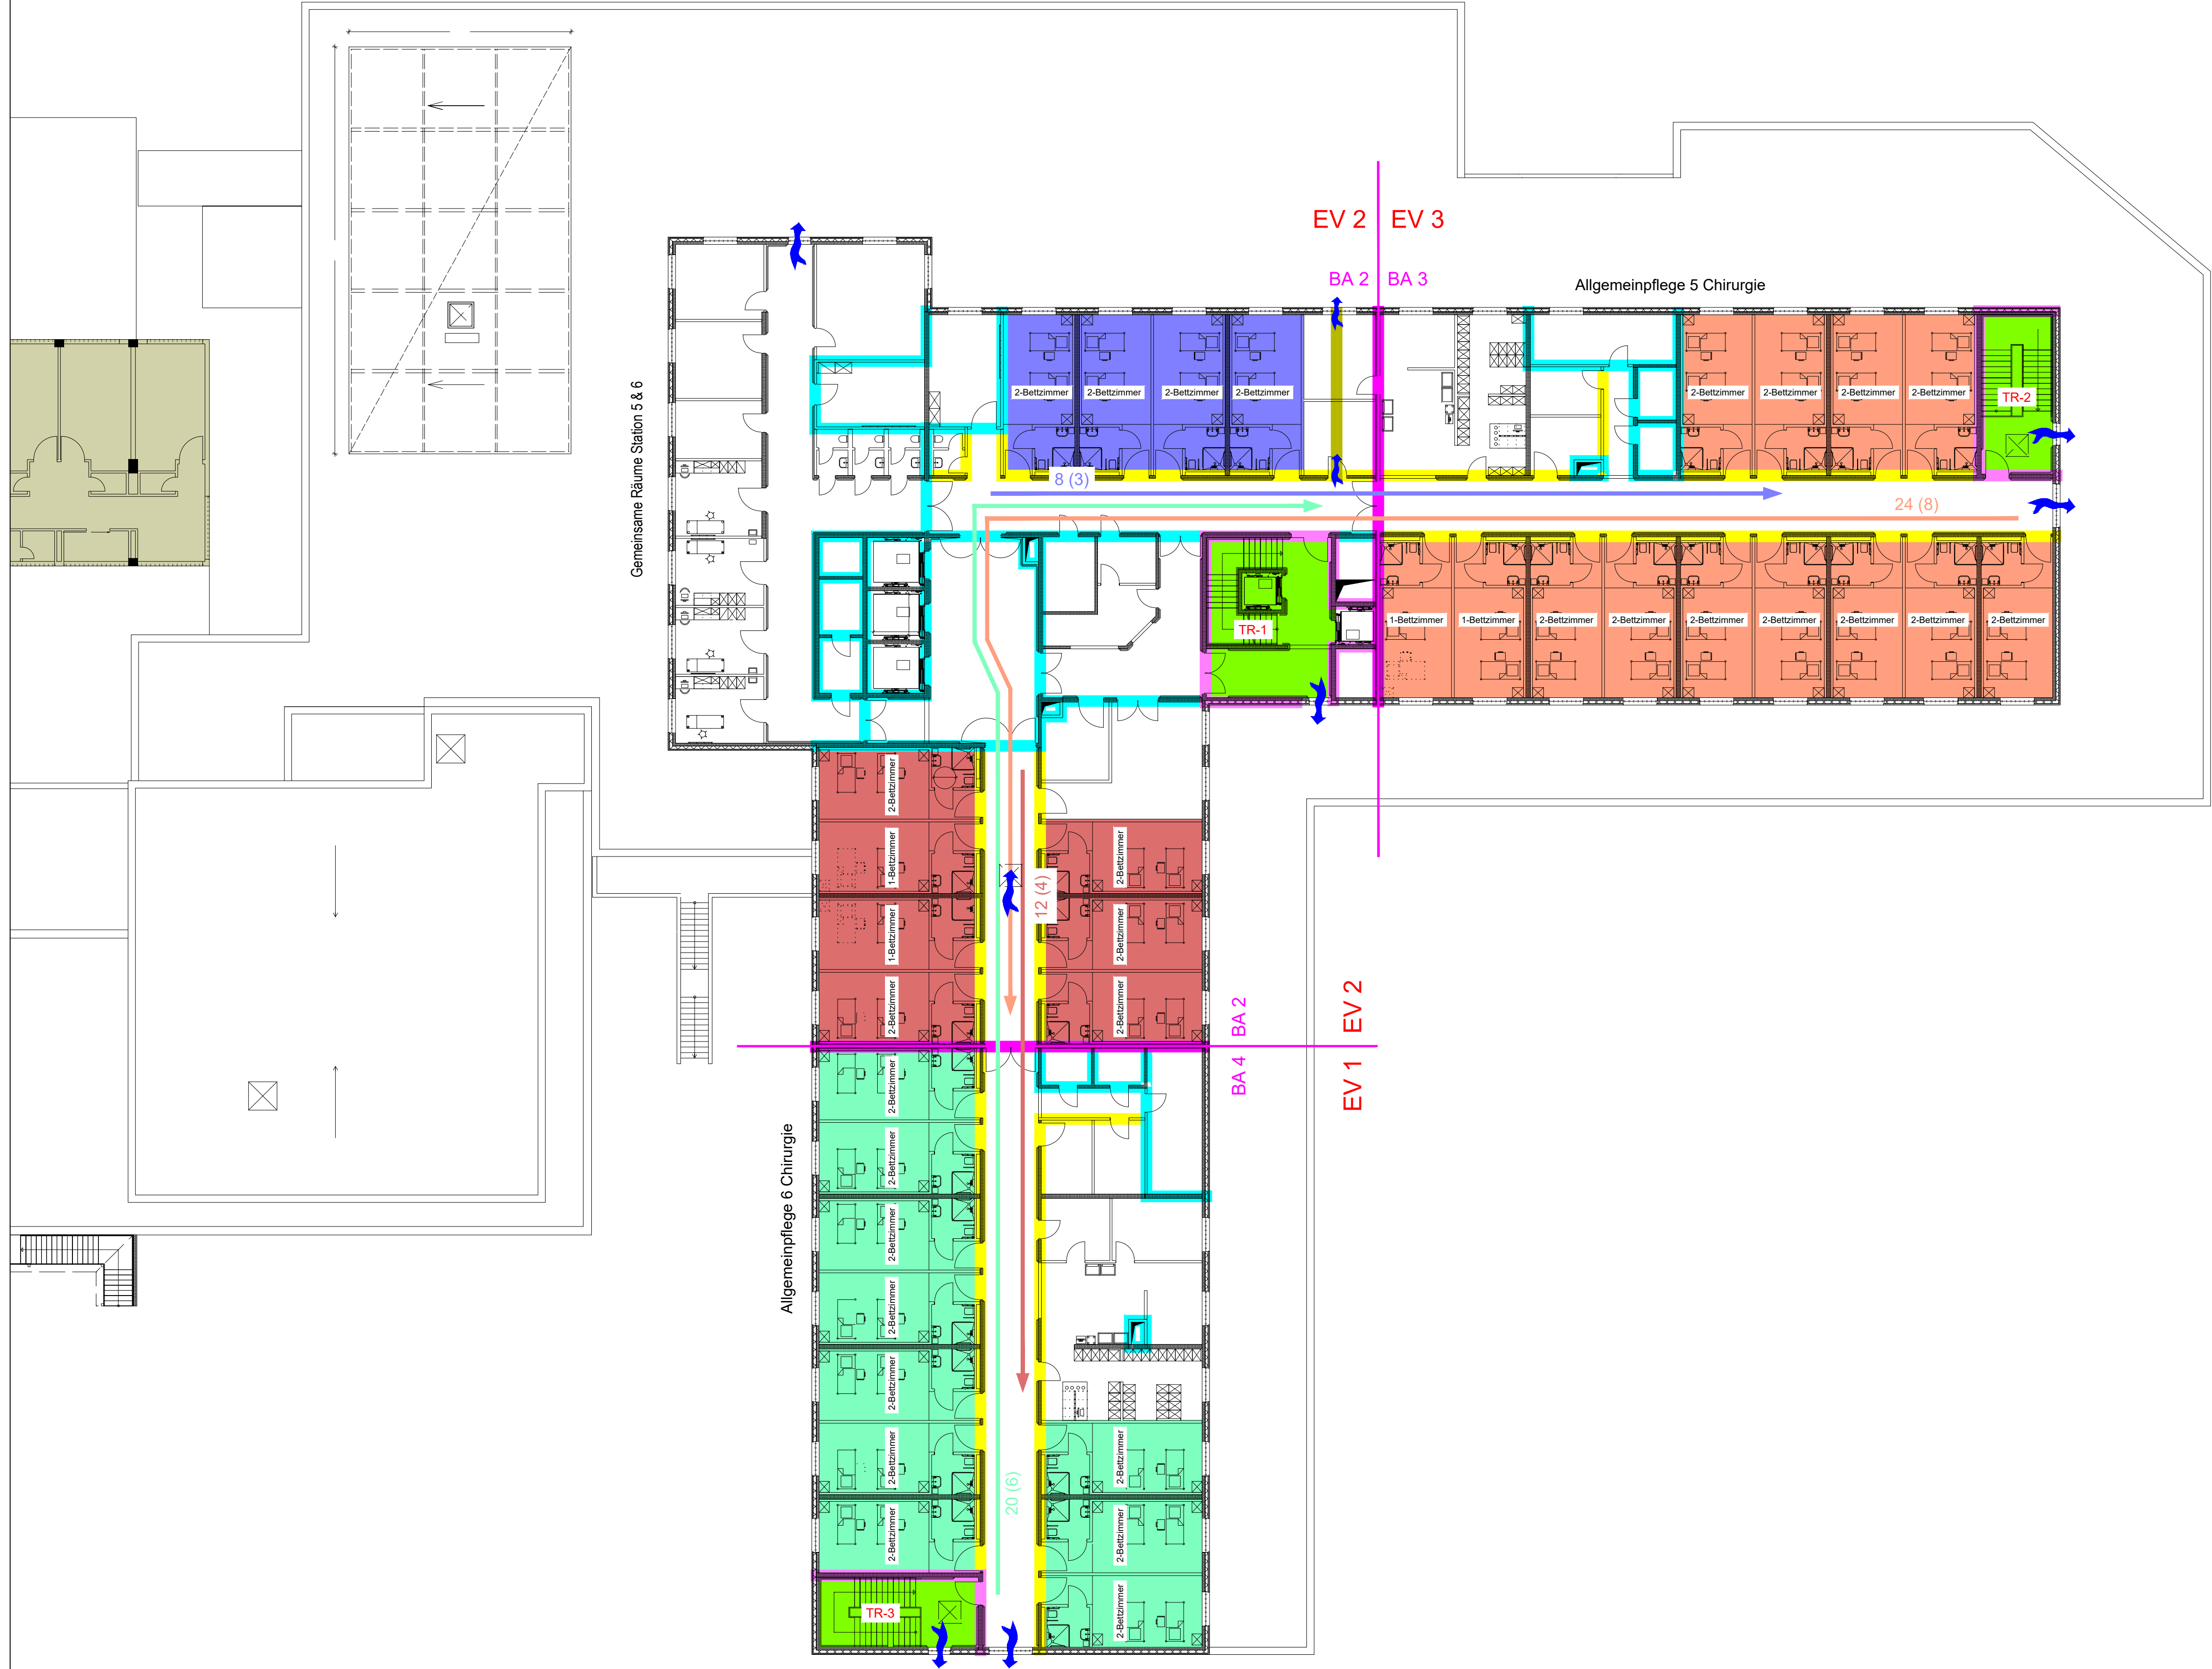 EV 2
EV 3
BA 2
BA 3
Allgemeinpflege 5 Chirurgie
Gemeinsame Räume Station 5 & 6
2-Bettzimmer
2-Bettzimmer
2-Bettzimmer
2-Bettzimmer
2-Bettzimmer
2-Bettzimmer
2-Bettzimmer
2-Bettzimmer
TR-2
8 (3)
24 (8)
TR-1
1-Bettzimmer
1-Bettzimmer
2-Bettzimmer
2-Bettzimmer
2-Bettzimmer
2-Bettzimmer
1-Bettzimmer
2-Bettzimmer
2-Bettzimmer
2-Bettzimmer
1-Bettzimmer
2-Bettzimmer
12 (4)
1-Bettzimmer
2-Bettzimmer
2-Bettzimmer
2-Bettzimmer
BA 2
EV 2
BA 4
EV 1
Allgemeinpflege 6 Chirurgie
2-Bettzimmer
2-Bettzimmer
2-Bettzimmer
2-Bettzimmer
2-Bettzimmer
2-Bettzimmer
2-Bettzimmer
20 (6)
2-Bettzimmer
2-Bettzimmer
2-Bettzimmer
TR-3